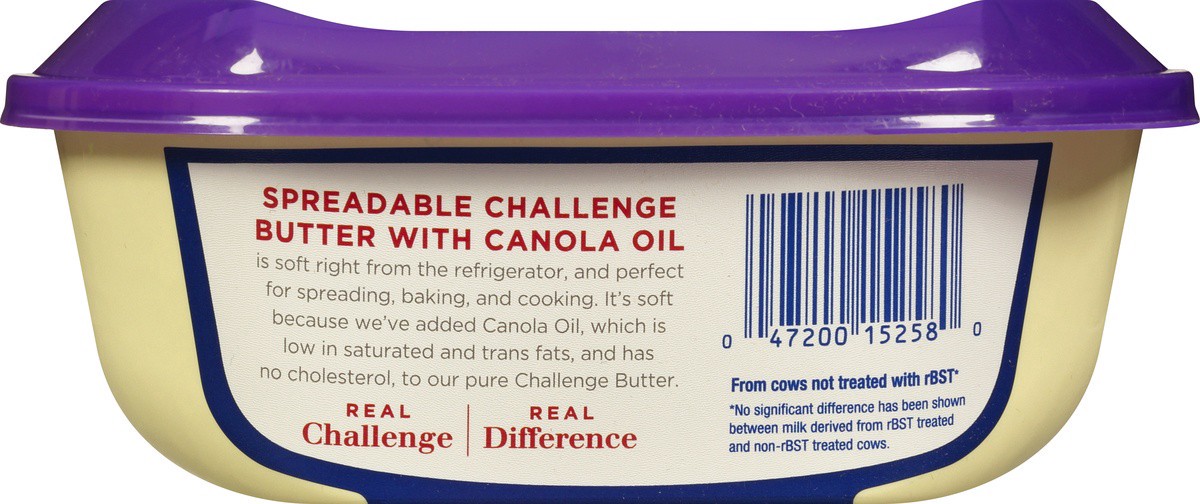 SPREADABLE CHALLENGE
BUTTER WITH CANOLA OIL
is soft right from the refrigerator, and perfect
for spreading, baking, and cooking. It's soft
because we've added Canola Oil, which is
low in saturated and trans fats, and has
no cholesterol, to our pure Challenge Butter.
REAL Challenge
REAL Difference
0 47200 15258 0
From cows not treated with rBST*
*No significant difference has been shown
between milk derived from rBST treated
and non-rBST treated cows.